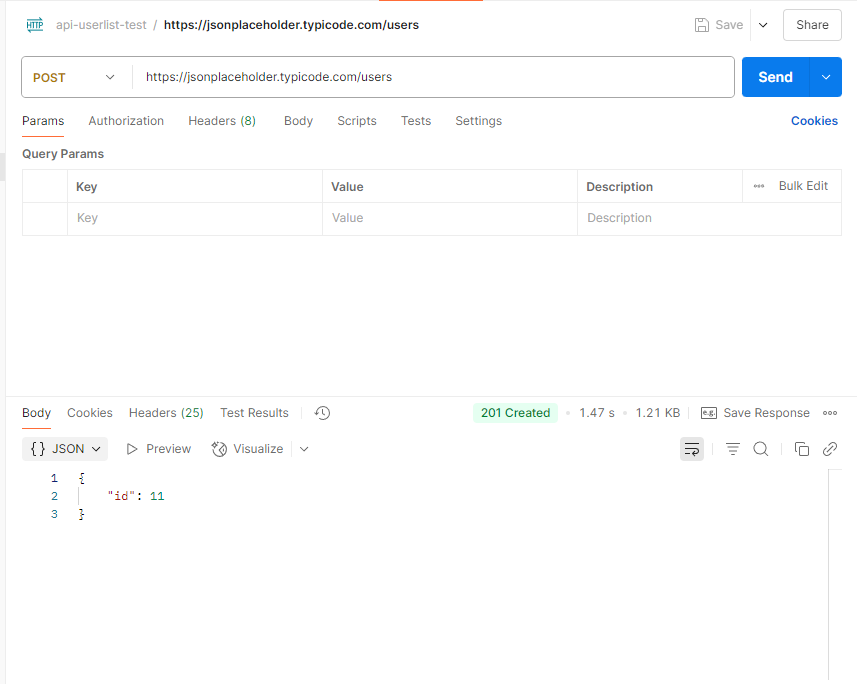 HTTP api-userlist-test / https://jsonplaceholder.typicode.com/users Save Share
POST https://jsonplaceholder.typicode.com/users Send
Params Authorization Headers (8) Body Scripts Tests Settings Cookies
Query Params
Key Value Description ••• Bulk Edit
Key Value Description
Body Cookies Headers (25) Test Results 201 Created • 1.47 s • 1.21 KB e.g. Save Response •••
{} JSON Preview Visualize
1 {
2 "id": 11
3 }